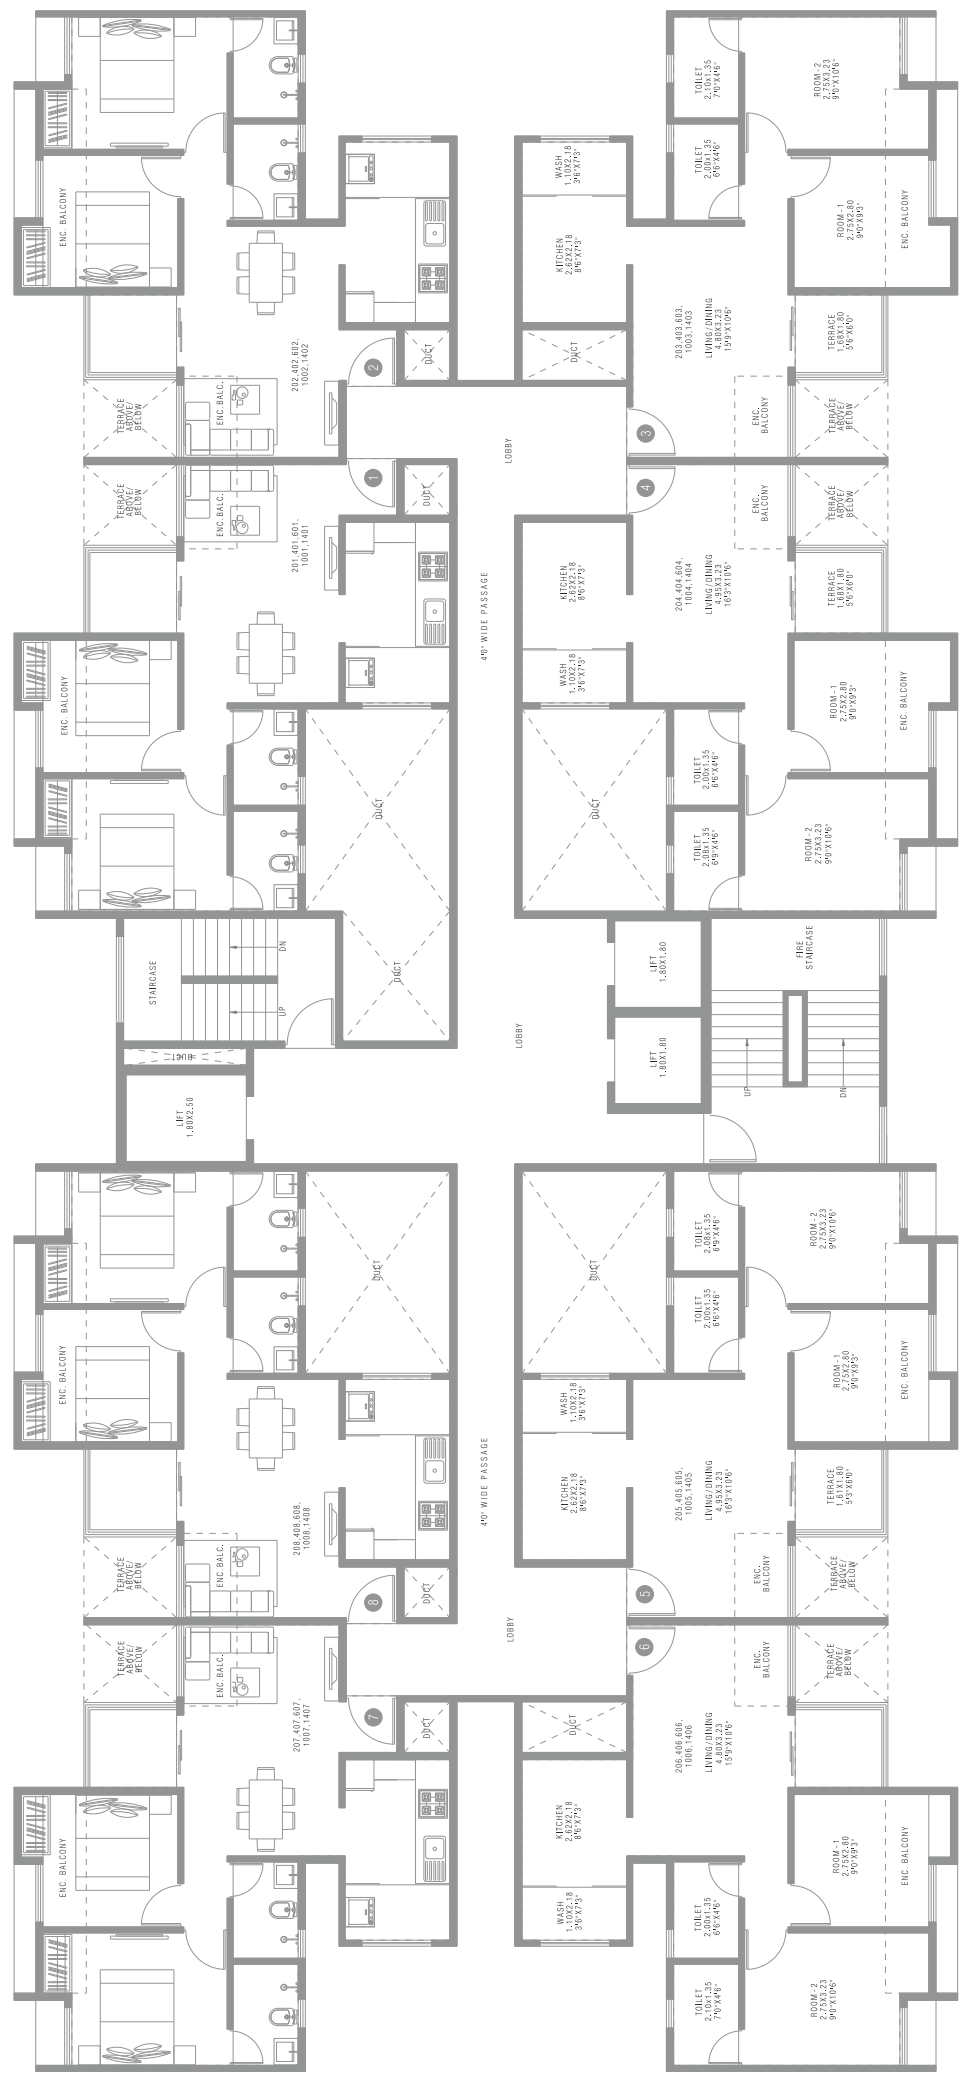 TOILET
2.10X1.35
7'0"X4'6"
ROOM-2
2.75X3.23
9'0"X10'6"
TOILET
2.00X1.35
6'6"X4'6"
WASH
1.10X2.18
3'6"X7'3"
ENC. BALCONY
ROOM-1
2.75X2.80
9'0"X9'3"
ENC. BALCONY
KITCHEN
2.62X2.18
8'6"X7'3"
202,402,602,
1002,1402
203,403,603,
1003,1403
LIVING/DINING
4.80X3.23
15'9"X10'6"
TERRACE
1.68X1.80
5'6"X6'0"
DUCT
DUCT
2
TERRACE
ABOVE/
BELOW
ENC. BALC.
ENC.
BALCONY
TERRACE
ABOVE/
BELOW
LOBBY
3
1
4
TERRACE
ABOVE/
BELOW
ENC. BALC.
DUCT
ENC.
BALCONY
TERRACE
ABOVE/
BELOW
201,401,601,
1001,1401
KITCHEN
2.62X2.18
8'6"X7'3"
204,404,604,
1004,1404
LIVING/DINING
4.95X3.23
16'3"X10'6"
TERRACE
1.68X1.80
5'6"X6'0"
4'0" WIDE PASSAGE
WASH
1.10X2.18
3'6"X7'3"
ENC. BALCONY
ROOM-1
2.75X2.80
9'0"X9'3"
ENC. BALCONY
TOILET
2.00X1.35
6'6"X4'6"
DUCT
DUCT
TOILET
2.08X1.35
6'9"X4'6"
ROOM-2
2.75X3.23
9'0"X10'6"
STAIRCASE
DN
UP
DUCT
LIFT
1.80X1.80
FIRE
STAIRCASE
LOBBY
LIFT
1.80X1.80
DUCT
UP
DN
LIFT
1.80X2.50
DUCT
DUCT
TOILET
2.08X1.35
6'9"X4'6"
ROOM-2
2.75X3.23
9'0"X10'6"
TOILET
2.00X1.35
6'6"X4'6"
ENC. BALCONY
WASH
1.10X2.18
3'6"X7'3"
ROOM-1
2.75X2.80
9'0"X9'3"
ENC. BALCONY
4'0" WIDE PASSAGE
KITCHEN
2.62X2.18
8'6"X7'3"
208,408,608,
1008,1408
205,405,605,
1005,1405
LIVING/DINING
4.95X3.23
16'3"X10'6"
TERRACE
1.61X1.80
5'3"X6'0"
TERRACE
ABOVE/
BELOW
ENC. BALC.
8
DUCT
5
ENC.
BALCONY
TERRACE
ABOVE/
BELOW
LOBBY
6
TERRACE
ABOVE/
BELOW
ENC. BALC.
7
DUCT
DUCT
ENC.
BALCONY
TERRACE
ABOVE/
BELOW
207,407,607,
1007,1407
206,406,606,
1006,1406
LIVING/DINING
4.80X3.23
15'9"X10'6"
KITCHEN
2.62X2.18
8'6"X7'3"
ENC. BALCONY
ROOM-1
2.75X2.80
9'0"X9'3"
ENC. BALCONY
WASH
1.10X2.18
3'6"X7'3"
TOILET
2.00X1.35
6'6"X4'6"
TOILET
2.10X1.35
7'0"X4'6"
ROOM-2
2.75X3.23
9'0"X10'6"